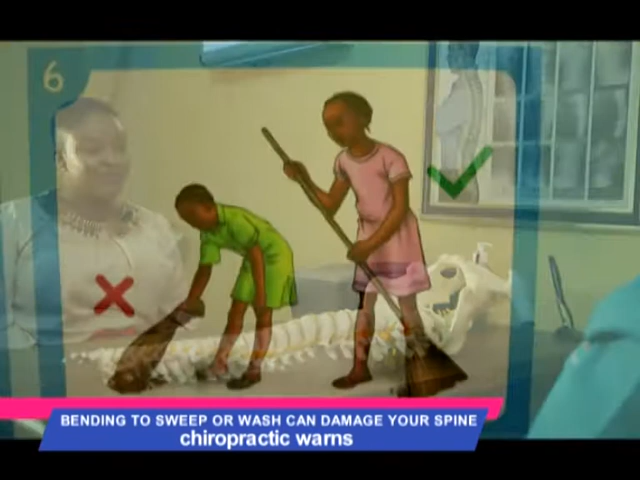 6
BENDING TO SWEEP OR WASH CAN DAMAGE YOUR SPINE
chiropractic warns